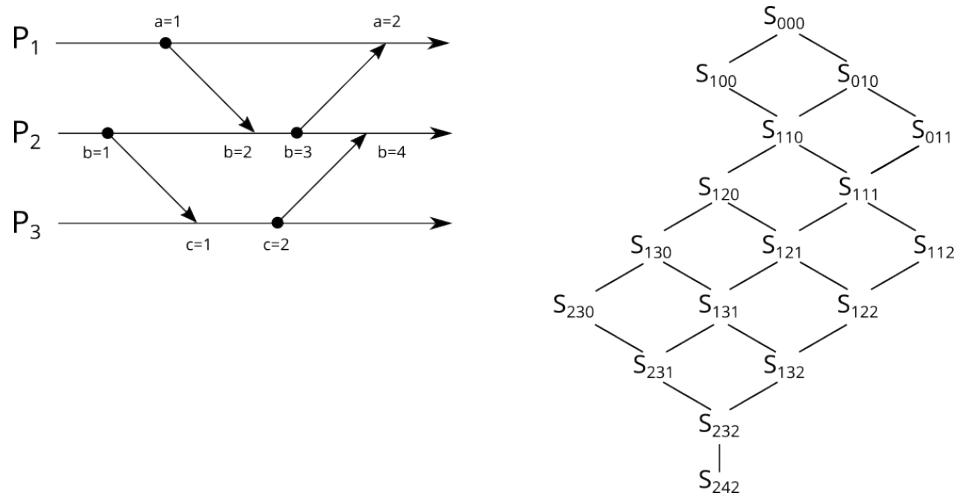 a=1 a=2
P₁
P₂
b=1 b=2 b=3 b=4
P₃
c=1 c=2
S₀₀₀
S₁₀₀ S₀₁₀
S₁₁₀ S₀₁₁
S₁₂₀ S₁₁₁
S₁₃₀ S₁₂₁ S₁₁₂
S₂₃₀ S₁₃₁ S₁₂₂
S₂₃₁ S₁₃₂
S₂₃₂
S₂₄₂